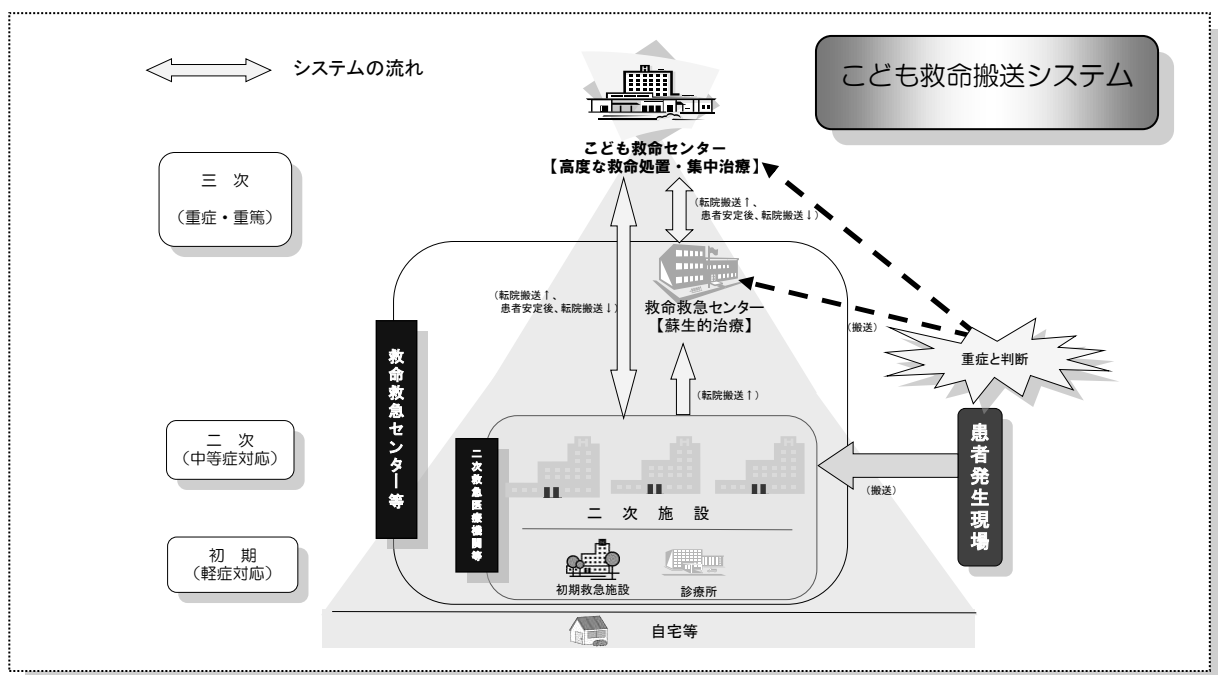 こども救命搬送システム
システムの流れ
こども救命センター
【高度な救命処置・集中治療】
三 次
（重症・重篤）
（転院搬送↑、
患者安定後、転院搬送↓）
（転院搬送↑、
患者安定後、転院搬送↓）
救命救急センター
【蘇生的治療】
（搬送）
重症と判断
救命救急センター等
（転院搬送↑）
患者発生現場
二 次
（中等症対応）
二次救急医療機関等
（搬送）
二 次 施 設
初 期
（軽症対応）
初期救急施設
診療所
自宅等